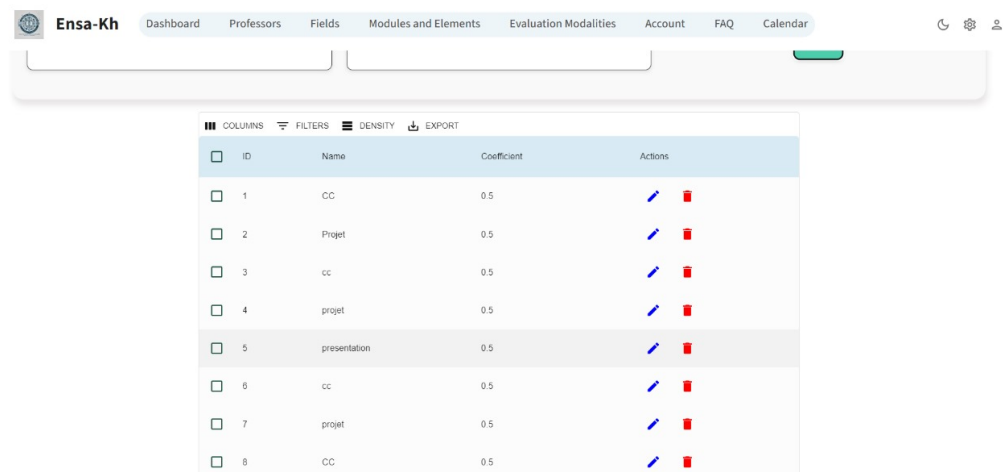 Ensa-Kh Dashboard Professors Fields Modules and Elements Evaluation Modalities Account FAQ Calendar
COLUMNS FILTERS DENSITY EXPORT
ID Name Coefficient Actions
1 CC 0.5
2 Projet 0.5
3 cc 0.5
4 projet 0.5
5 presentation 0.5
6 cc 0.5
7 projet 0.5
8 CC 0.5